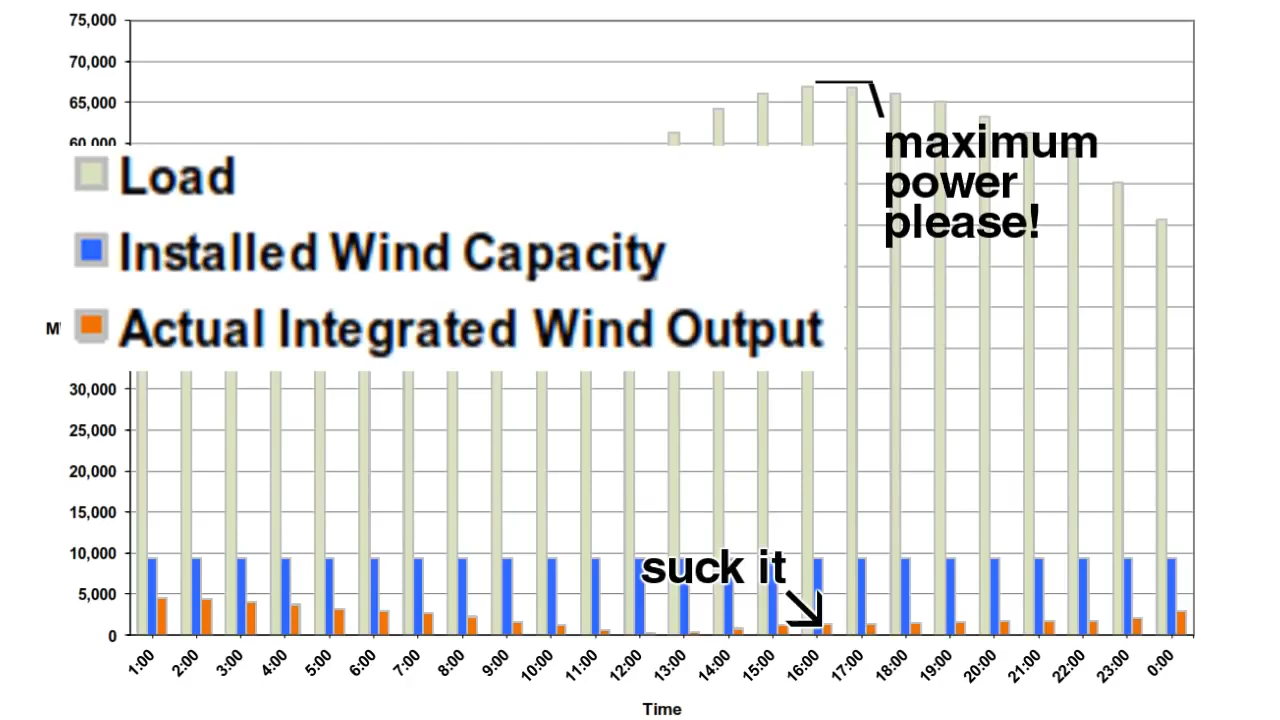 75,000
70,000
65,000
60,000
Load
Installed Wind Capacity
Actual Integrated Wind Output
30,000
25,000
20,000
15,000
10,000
5,000
0
maximum
power
please!
suck it
1:00 2:00 3:00 4:00 5:00 6:00 7:00 8:00 9:00 10:00 11:00 12:00 13:00 14:00 15:00 16:00 17:00 18:00 19:00 20:00 21:00 22:00 23:00 0:00
Time